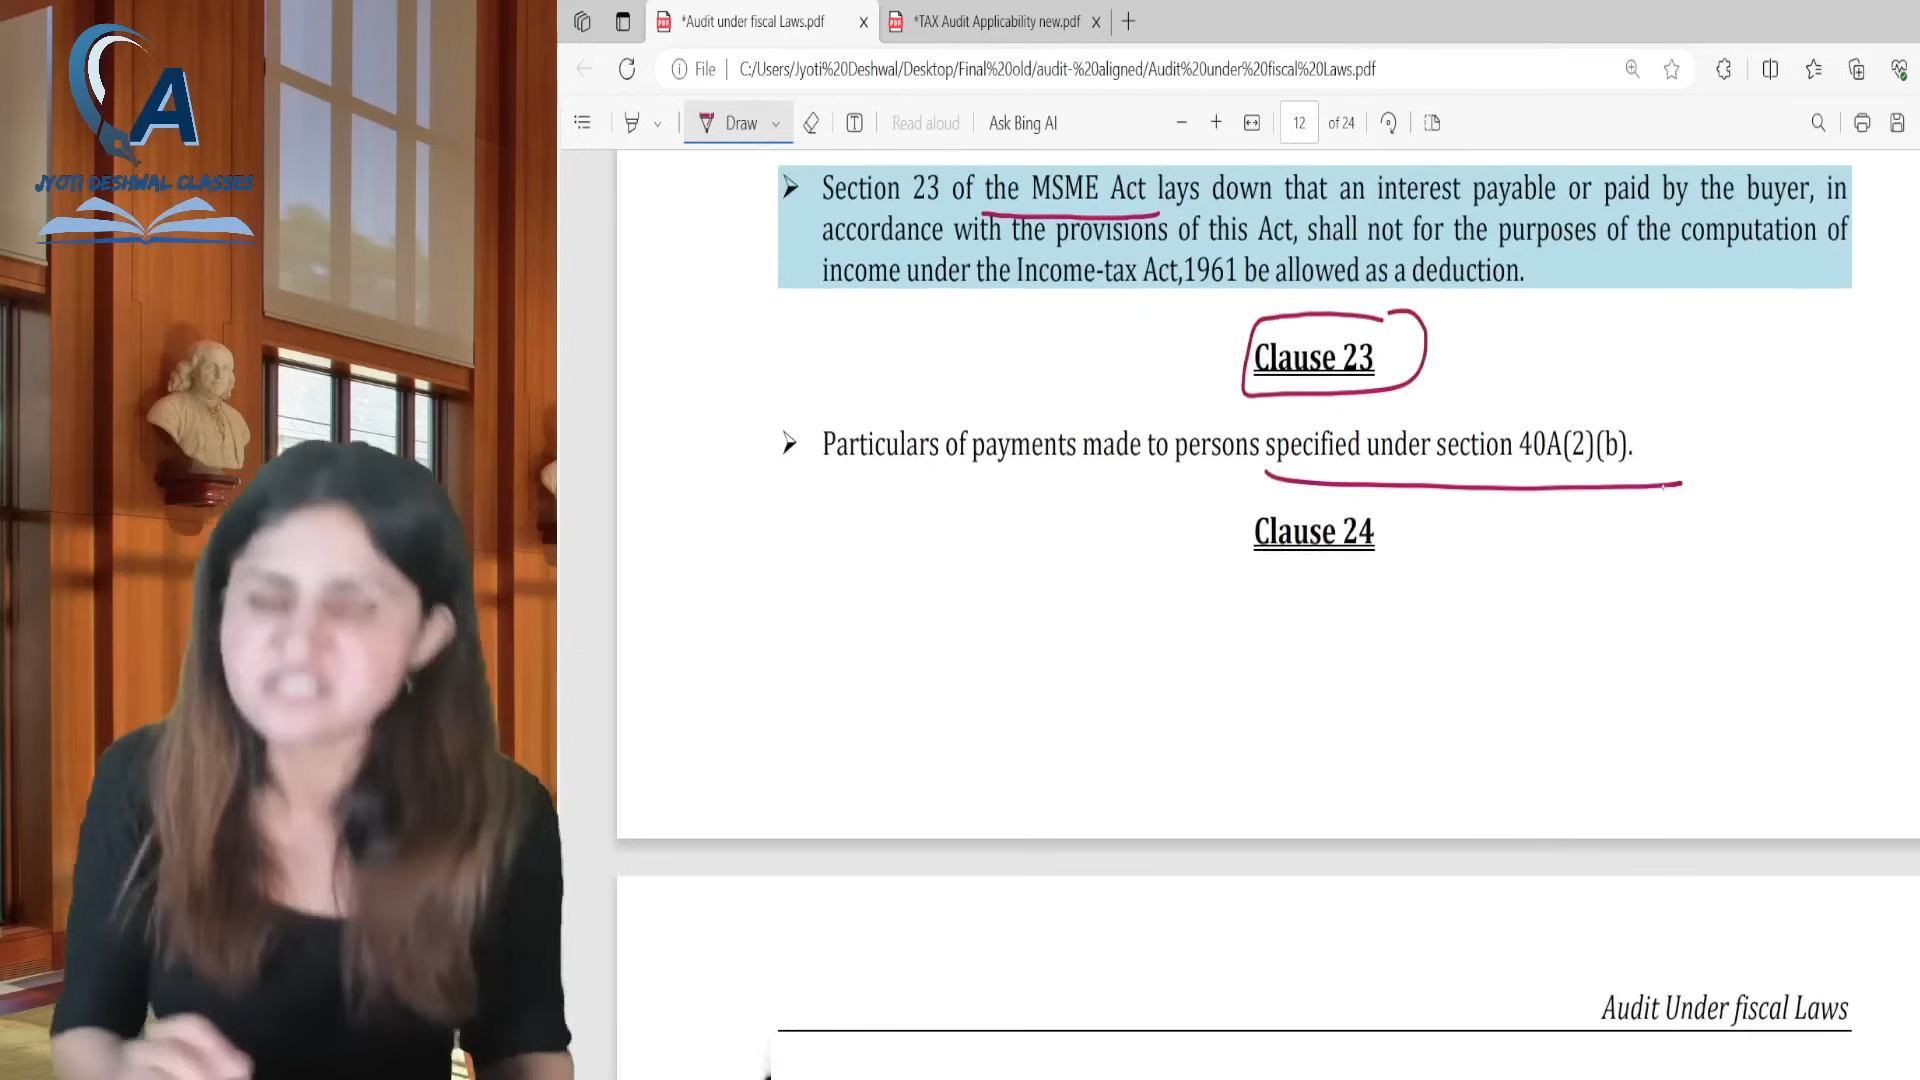 *Audit under fiscal Laws.pdf
*TAX Audit Applicability new.pdf
File
C:/Users/Jyoti%20Deshwal/Desktop/Final%20old/audit-%20aligned/Audit%20under%20fiscal%20Laws.pdf
Draw
Read aloud
Ask Bing AI
12 of 24
CA
JYOTI DESHWAL CLASSES
Section 23 of the MSME Act lays down that an interest payable or paid by the buyer, in
accordance with the provisions of this Act, shall not for the purposes of the computation of
income under the Income-tax Act,1961 be allowed as a deduction.
Clause 23
Particulars of payments made to persons specified under section 40A(2)(b).
Clause 24
Audit Under fiscal Laws